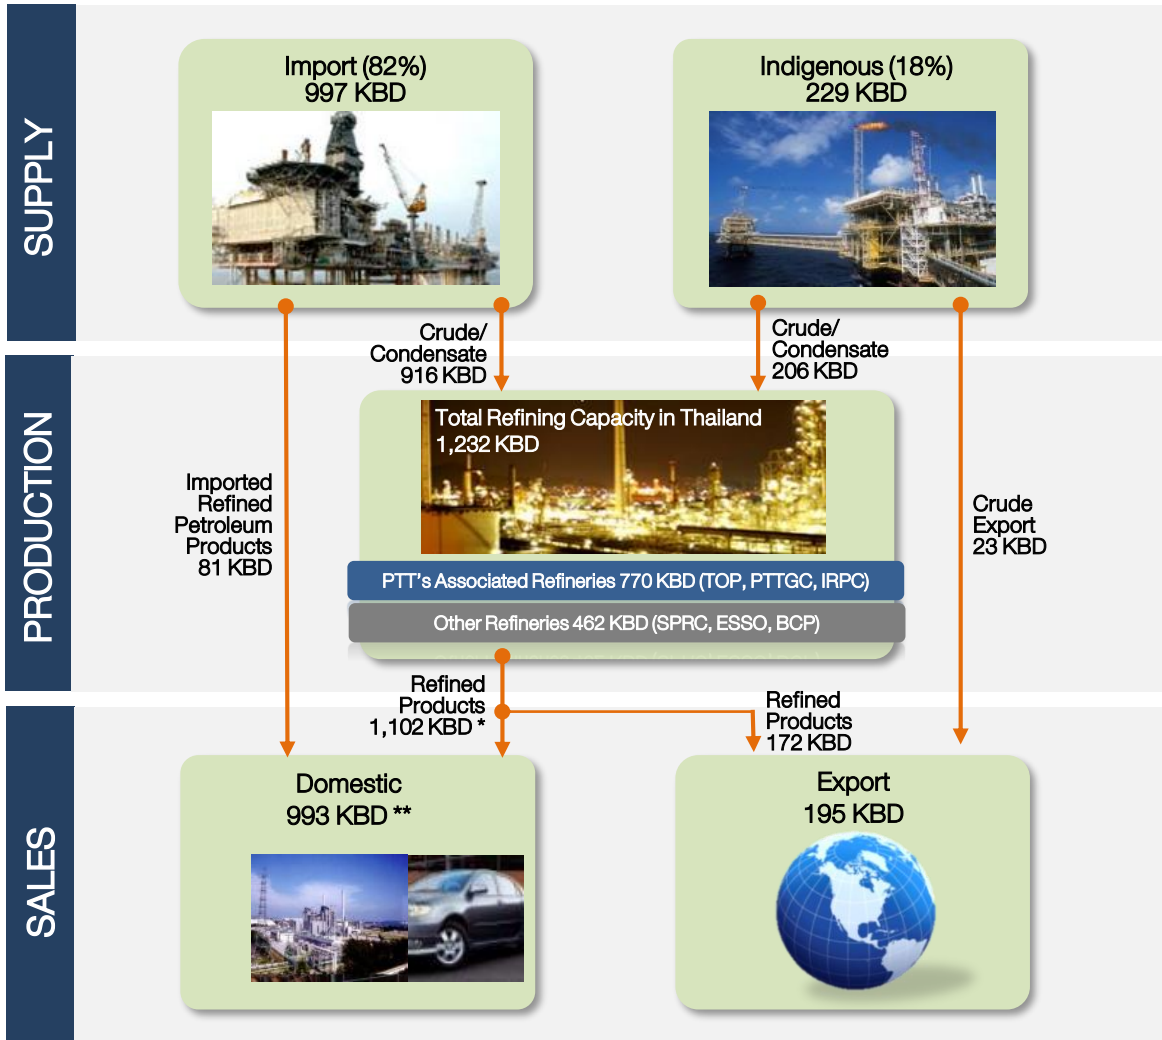 SUPPLY
Import (82%)
997 KBD
Indigenous (18%)
229 KBD
Crude/
Condensate
916 KBD
Crude/
Condensate
206 KBD
PRODUCTION
Total Refining Capacity in Thailand
1,232 KBD
Imported
Refined
Petroleum
Products
81 KBD
Crude
Export
23 KBD
PTT's Associated Refineries 770 KBD (TOP, PTTGC, IRPC)
Other Refineries 462 KBD (SPRC, ESSO, BCP)
Refined
Products
1,102 KBD *
Refined
Products
172 KBD
SALES
Domestic
993 KBD **
Export
195 KBD